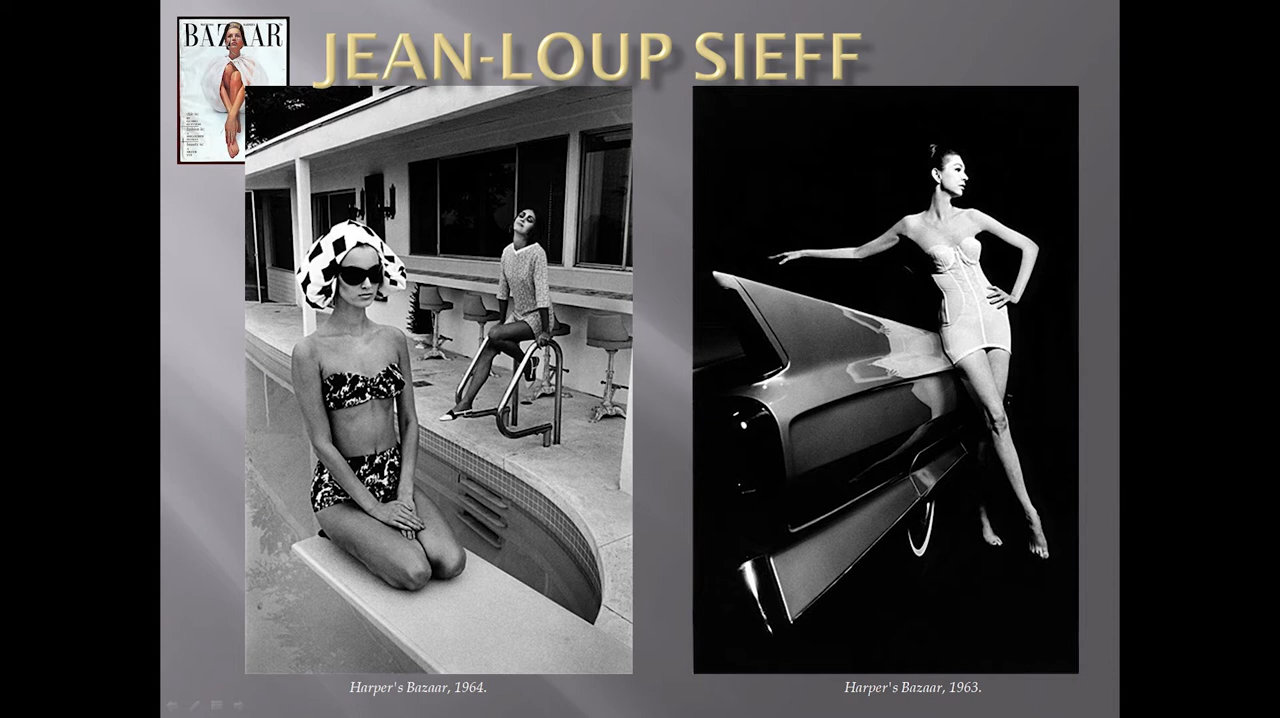 BAZAAR
JEAN-LOUP SIEFF
Harper's Bazaar, 1964.
Harper's Bazaar, 1963.